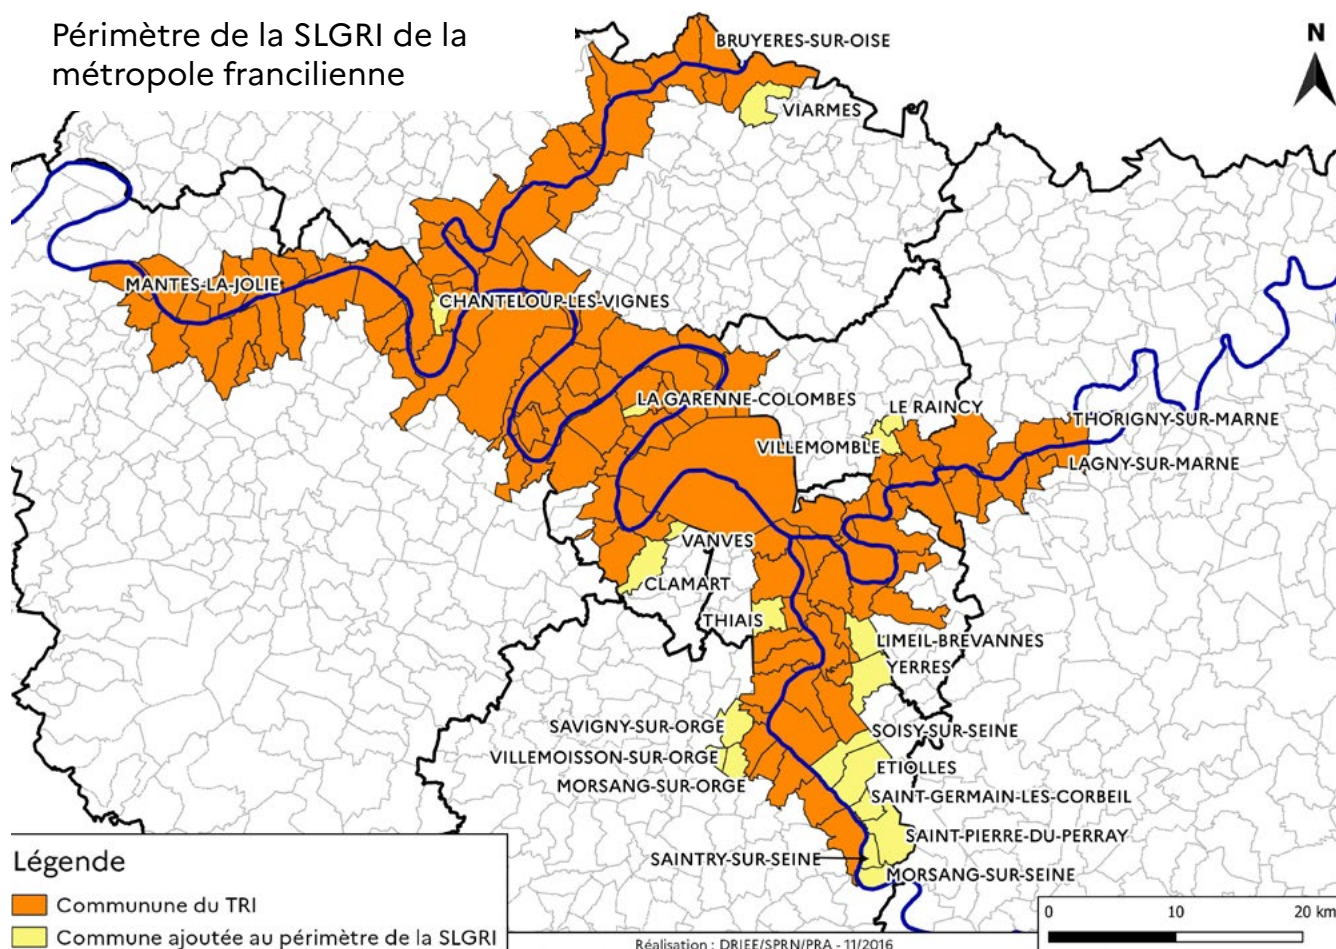 Périmètre de la SLGRI de la
métropole francilienne
N
BRUYERES-SUR-OISE
VIARMES
MANTES-LA-JOLIE
CHANTELOUP-LES-VIGNES
LA GARENNE-COLOMBES
LE RAINCY
THORIGNY-SUR-MARNE
VILLEMOMBLE
LAGNY-SUR-MARNE
VANVES
CLAMART
THIAIS
LIMEIL-BREVANNES
YERRES
SAVIGNY-SUR-ORGE
SOISY-SUR-SEINE
VILLEMOISSON-SUR-ORGE
ETIOLLES
MORSANG-SUR-ORGE
SAINT-GERMAIN-LES-CORBEIL
SAINT-PIERRE-DU-PERRAY
SAINTRY-SUR-SEINE
MORSANG-SUR-SEINE
Légende
Communune du TRI
Commune ajoutée au périmètre de la SLGRI
0 10 20 km
Réalisation : DRIEE/SPRN/PRA - 11/2016